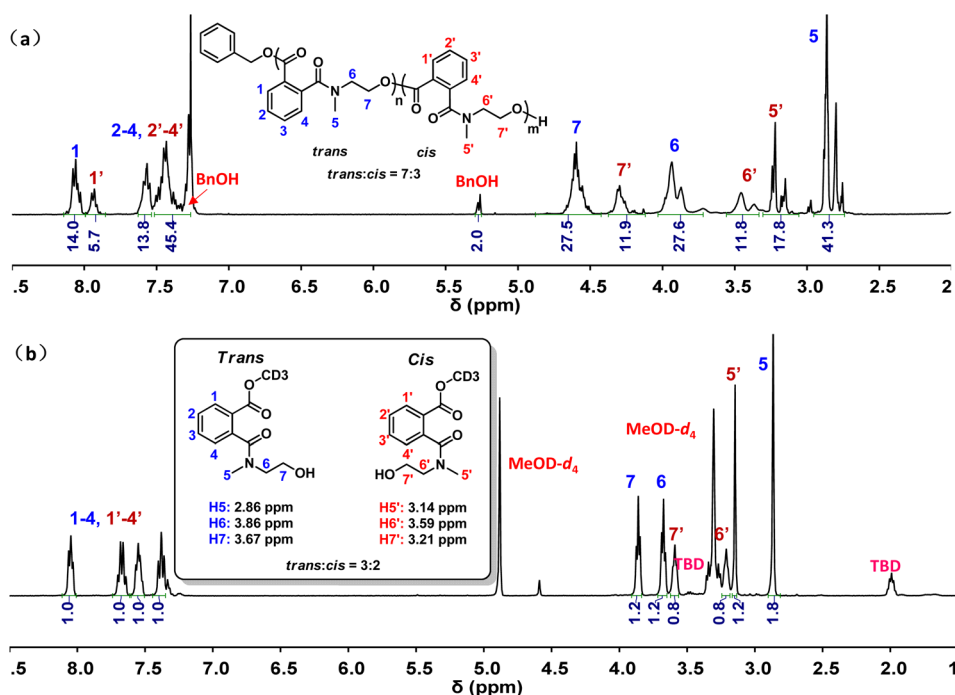 (a)
O
O
O
O
N
n
O
O
N
O
H
m
1
2
3
4
5
6
7
1'
2'
3'
4'
5'
6'
7'
trans cis
trans:cis = 7:3
1 1' 2-4, 2'-4' BnOH BnOH 7 7' 6 6' 5' 5
14.0 5.7 13.8 45.4 2.0 27.5 11.9 27.6 11.8 17.8 41.3
.5 8.0 7.5 7.0 6.5 6.0 5.5 5.0 4.5 4.0 3.5 3.0 2.5 2
δ (ppm)
(b)
Trans Cis
O CD3 O CD3
1 O 1' O
2 2'
3 3'
4 O 4' O
N OH HO N
5 6 7 7' 6' 5'
H5: 2.86 ppm H5': 3.14 ppm
H6: 3.86 ppm H6': 3.59 ppm
H7: 3.67 ppm H7': 3.21 ppm
trans:cis = 3:2
1-4, 1'-4' MeOD-d4 7 6 7' TBD MeOD-d4 6' 5' 5 TBD
1.0 1.0 1.0 1.0 1.2 1.2 0.8 0.8 1.2 1.8
.5 8.0 7.5 7.0 6.5 6.0 5.5 5.0 4.5 4.0 3.5 3.0 2.5 2.0 1
δ (ppm)